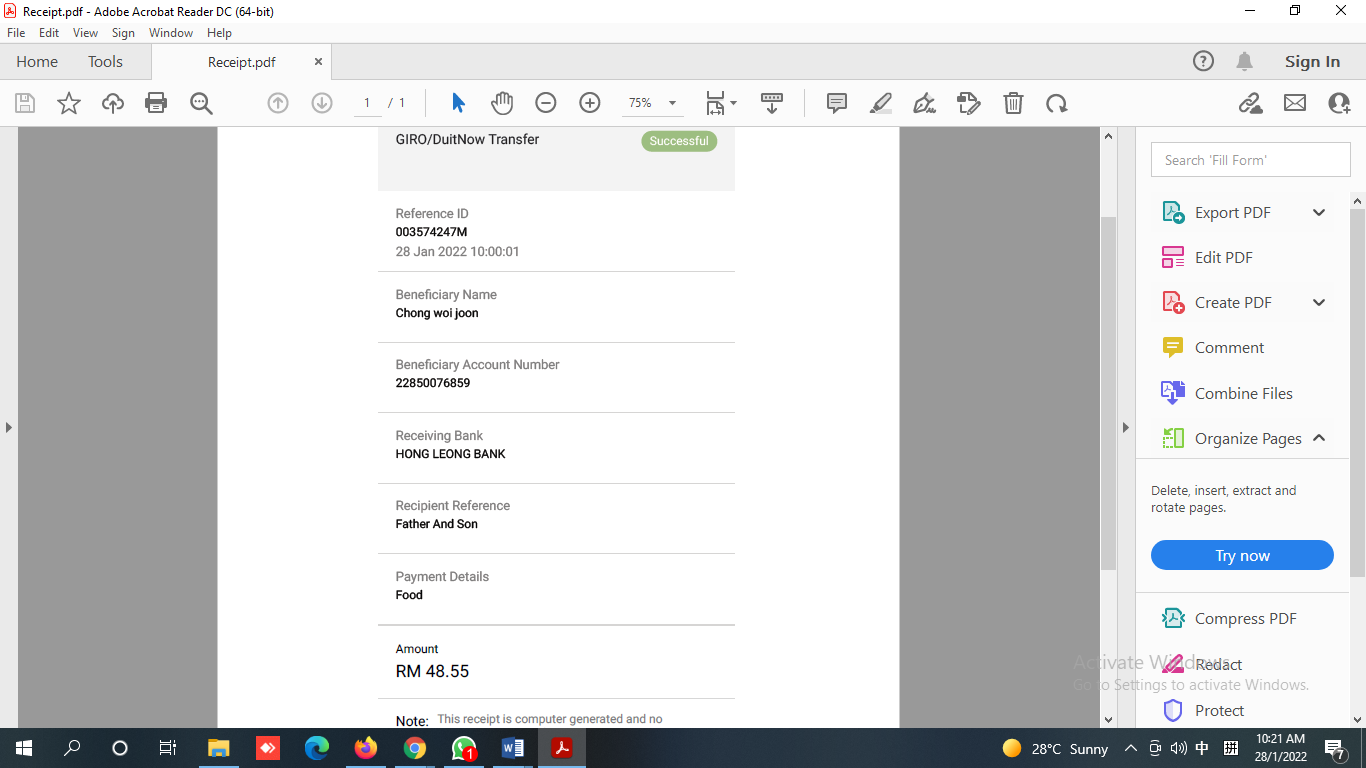 Receipt.pdf - Adobe Acrobat Reader DC (64-bit)
File Edit View Sign Window Help
Home Tools Receipt.pdf Sign In
1 / 1 75%
GIRO/DuitNow Transfer Successful
Reference ID
003574247M
28 Jan 2022 10:00:01
Beneficiary Name
Chong woi joon
Beneficiary Account Number
22850076859
Receiving Bank
HONG LEONG BANK
Recipient Reference
Father And Son
Payment Details
Food
Amount
RM 48.55
Note: This receipt is computer generated and no
Search 'Fill Form'
Export PDF
Edit PDF
Create PDF
Comment
Combine Files
Organize Pages
Delete, insert, extract and
rotate pages.
Try now
Compress PDF
Redact
Protect
Activate Windows
Go to Settings to activate Windows.
1
28°C Sunny 中 10:21 AM
28/1/2022
7